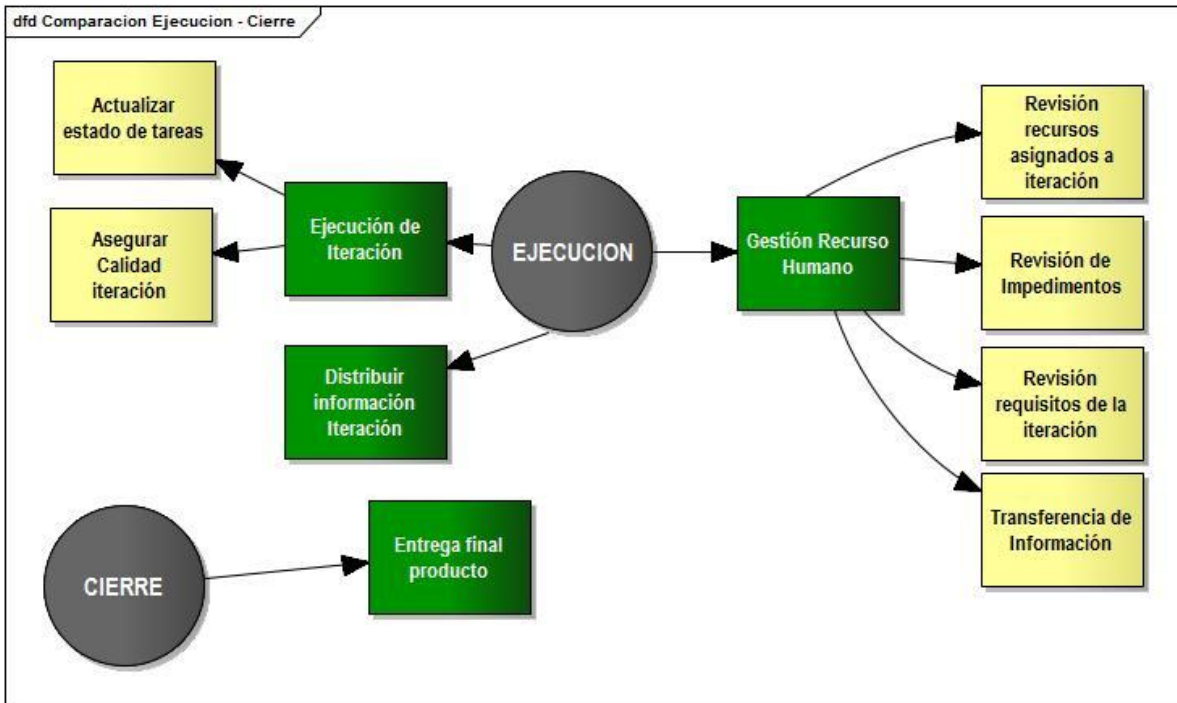 dfd Comparacion Ejecucion - Cierre
Actualizar
estado de tareas
Asegurar
Calidad
iteración
Ejecución de
Iteración
EJECUCION
Distribuir
información
Iteración
Gestión Recurso
Humano
Revisión
recursos
asignados a
iteración
Revisión de
Impedimentos
Revisión
requisitos de la
iteración
Transferencia de
Información
CIERRE
Entrega final
producto